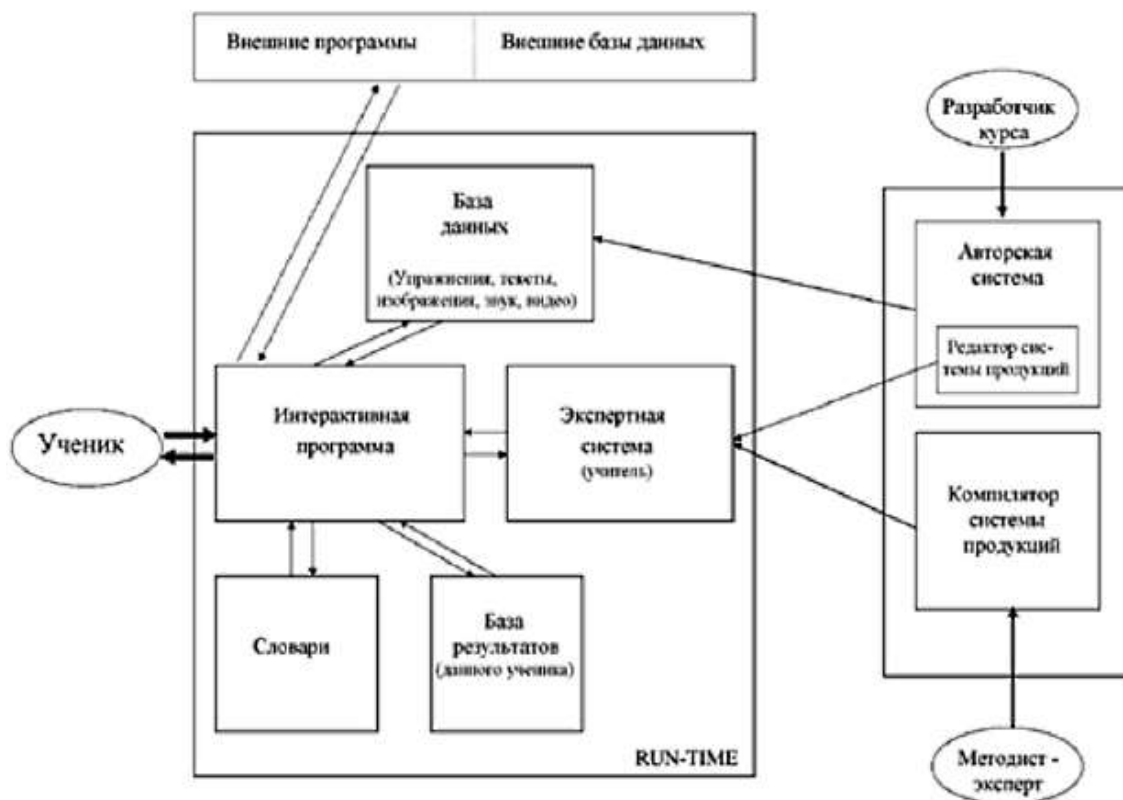 Внешние программы
Внешние базы данных
Разработчик
курса
База
данных
(Упражнения, тексты,
изображения, звук, видео)
Авторская
система
Редактор сис-
темы продукций
Ученик
Интерактивная
программа
Экспертная
система
(учитель)
Компилятор
системы
продукций
Словари
База
результатов
(данного ученика)
RUN-TIME
Методист -
эксперт